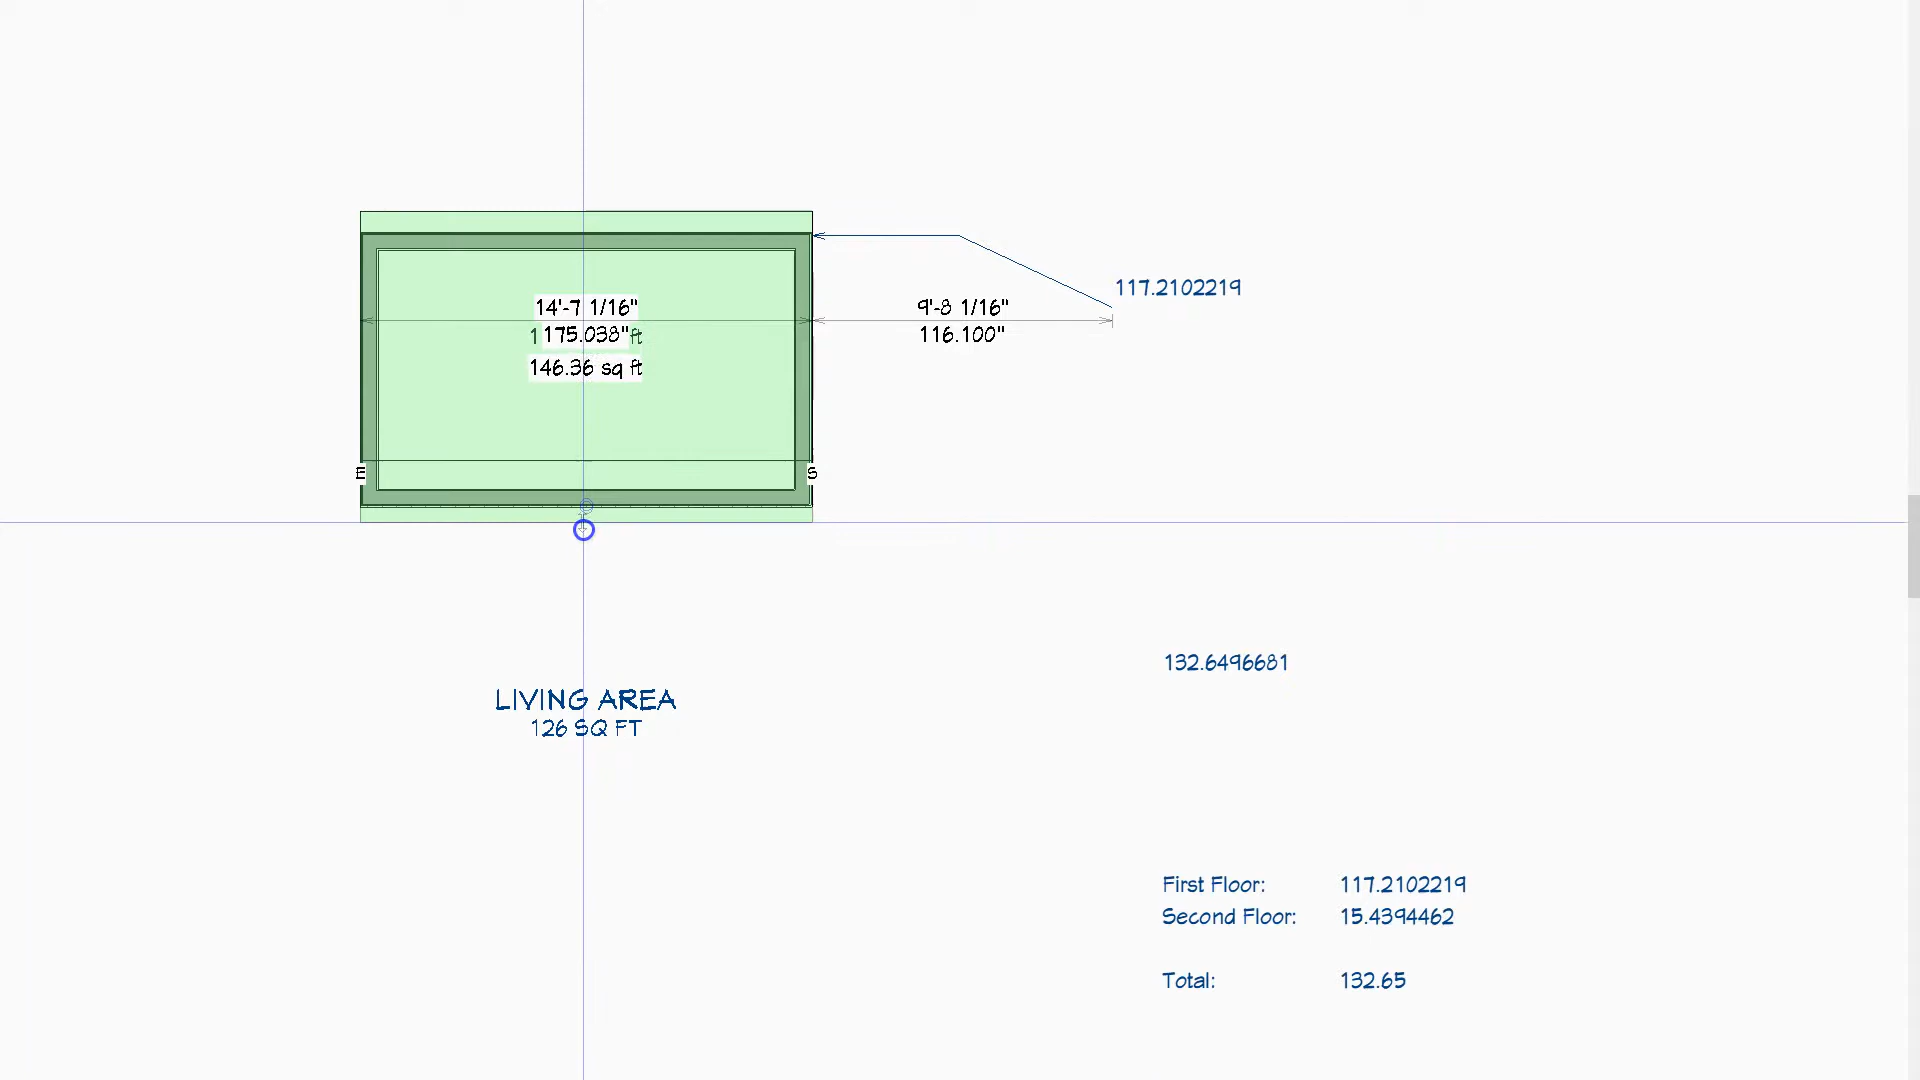 117.2102219
14'-7 1/16"
9'-8 1/16"
175.038"
ft
116.100"
146.36 sq ft
E
S
132.6496681
LIVING AREA
126 SQ FT
First Floor: 117.2102219
Second Floor: 15.4394462
Total: 132.65